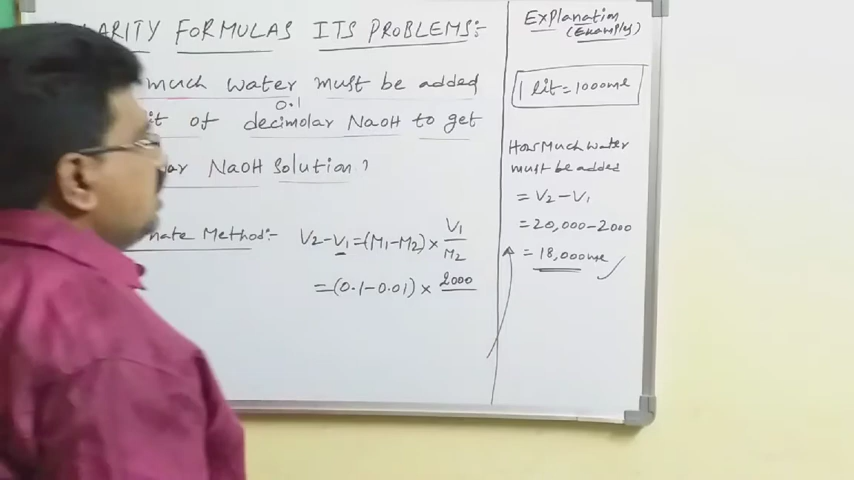 LARITY FORMULAS ITS PROBLEMS:-
much water must be added
0.1
it of decimolar NaOH to get
ar NaOH Solution?
nate Method:- V2-V1=(M1-M2)×V1/M2
=(0.1-0.01)×2000
Explanation
(Examples)
1 lit=1000ml
How Much water
must be added
=V2-V1
=20,000-2000
=18,000ml